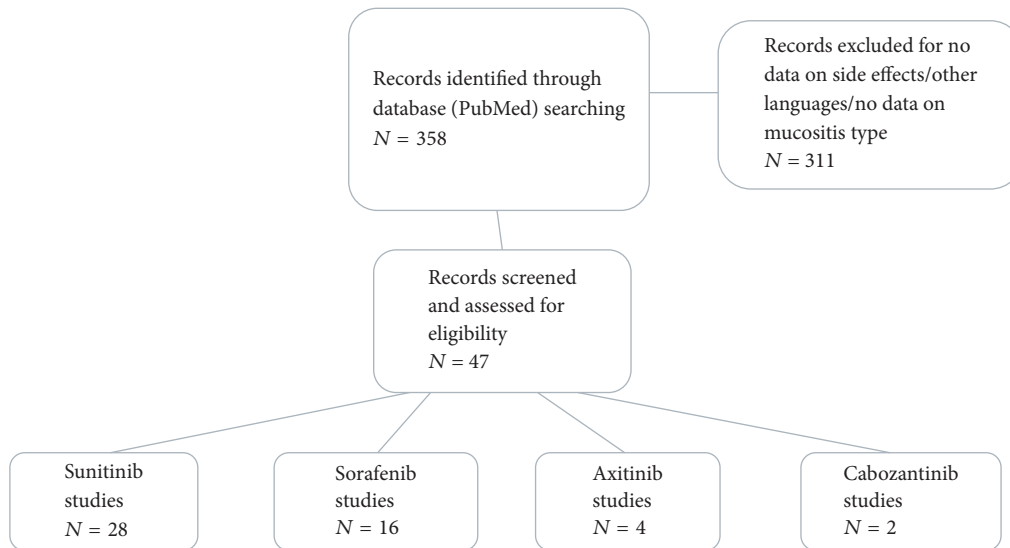 Records identified through
database (PubMed) searching
N = 358
Records excluded for no
data on side effects/other
languages/no data on
mucositis type
N = 311
Records screened
and assessed for
eligibility
N = 47
Sunitinib
studies
N = 28
Sorafenib
studies
N = 16
Axitinib
studies
N = 4
Cabozantinib
studies
N = 2